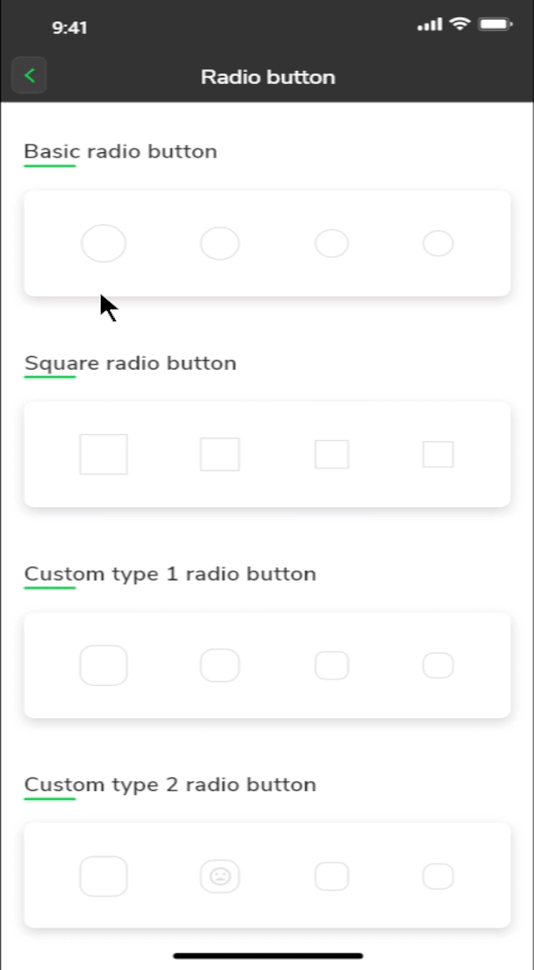 9:41
Radio button
Basic radio button
Square radio button
Custom type 1 radio button
Custom type 2 radio button